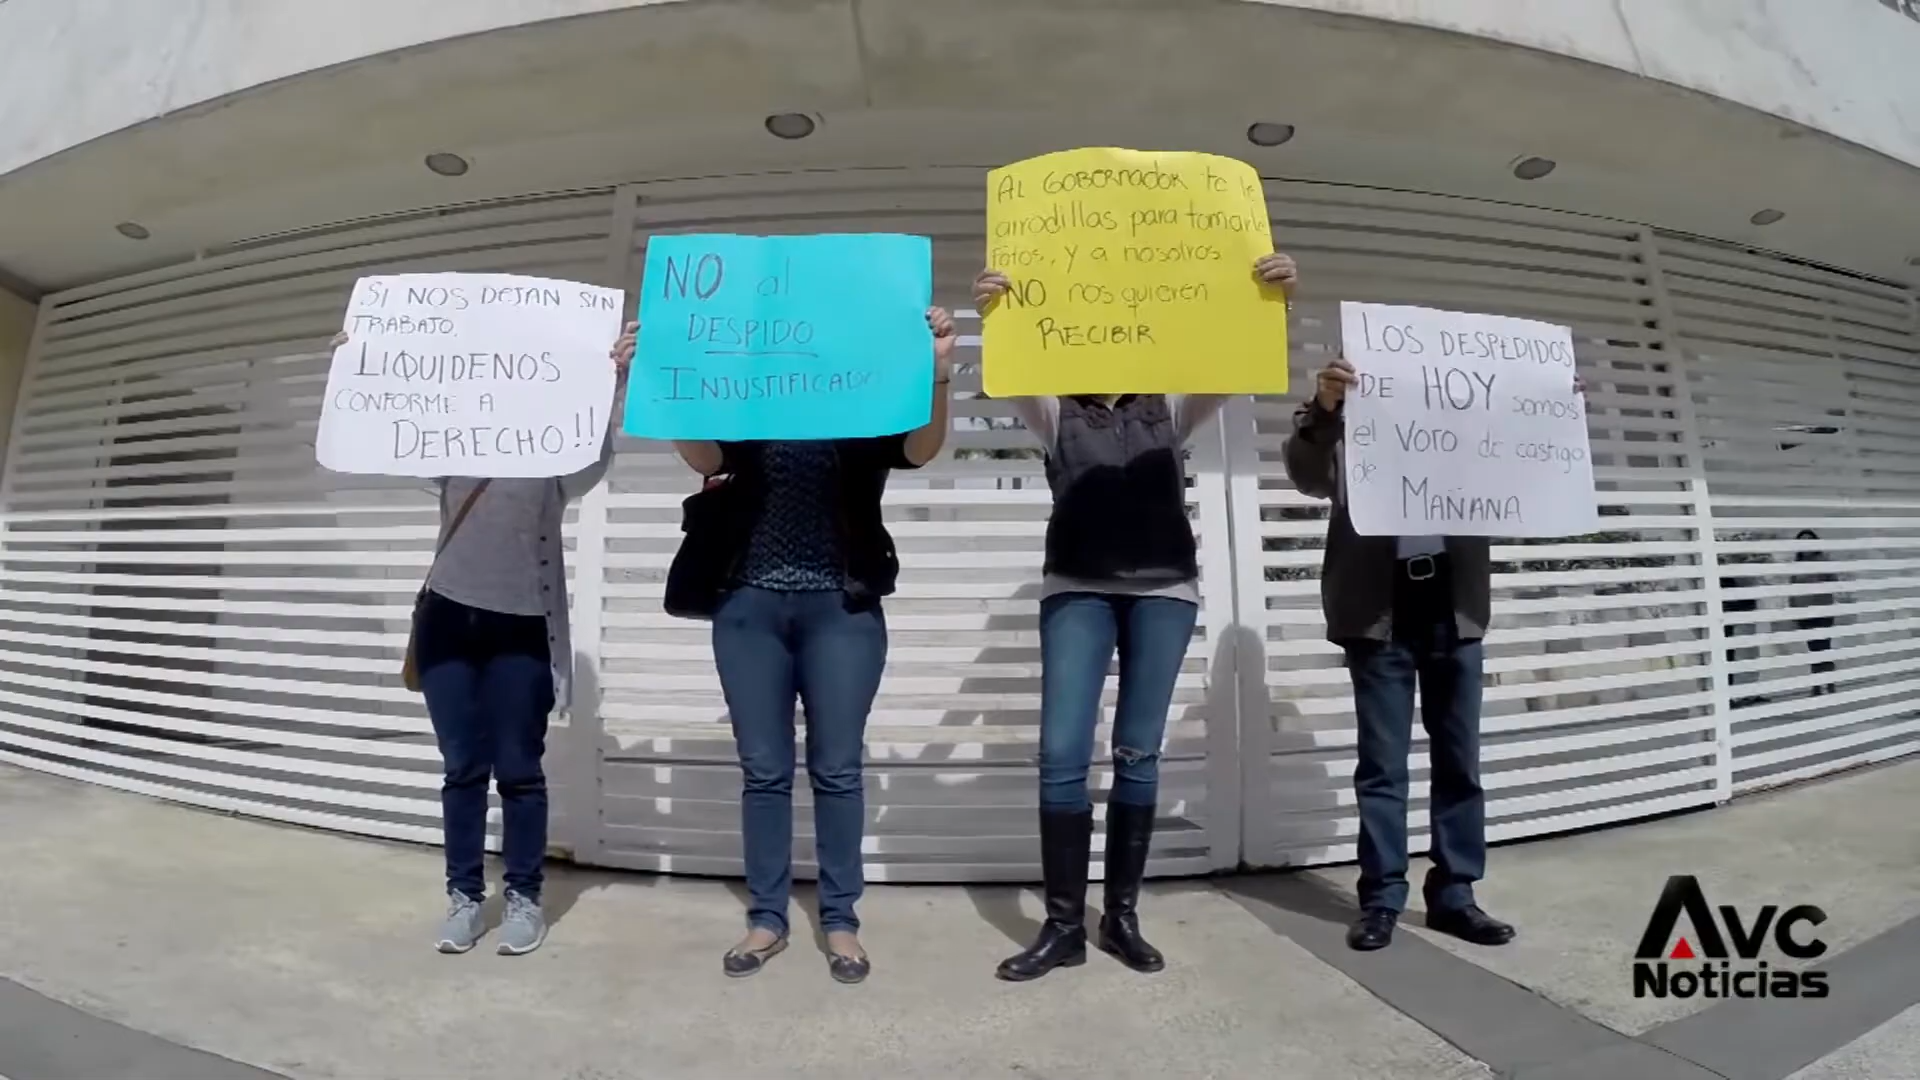 SI NOS DEJAN SIN
TRABAJO.
LIQUIDENOS
CONFORME A
DERECHO!!
NO al
DESPIDO
INJUSTIFICADO
AL GOBERNADOR te le
arrodillas para tomarle
Fotos, y a nosotros
NO nos quieren
RECIBIR
LOS DESPEDIDOS
DE HOY somos
el VOTO de castigo
de
MAÑANA
AVC
Noticias